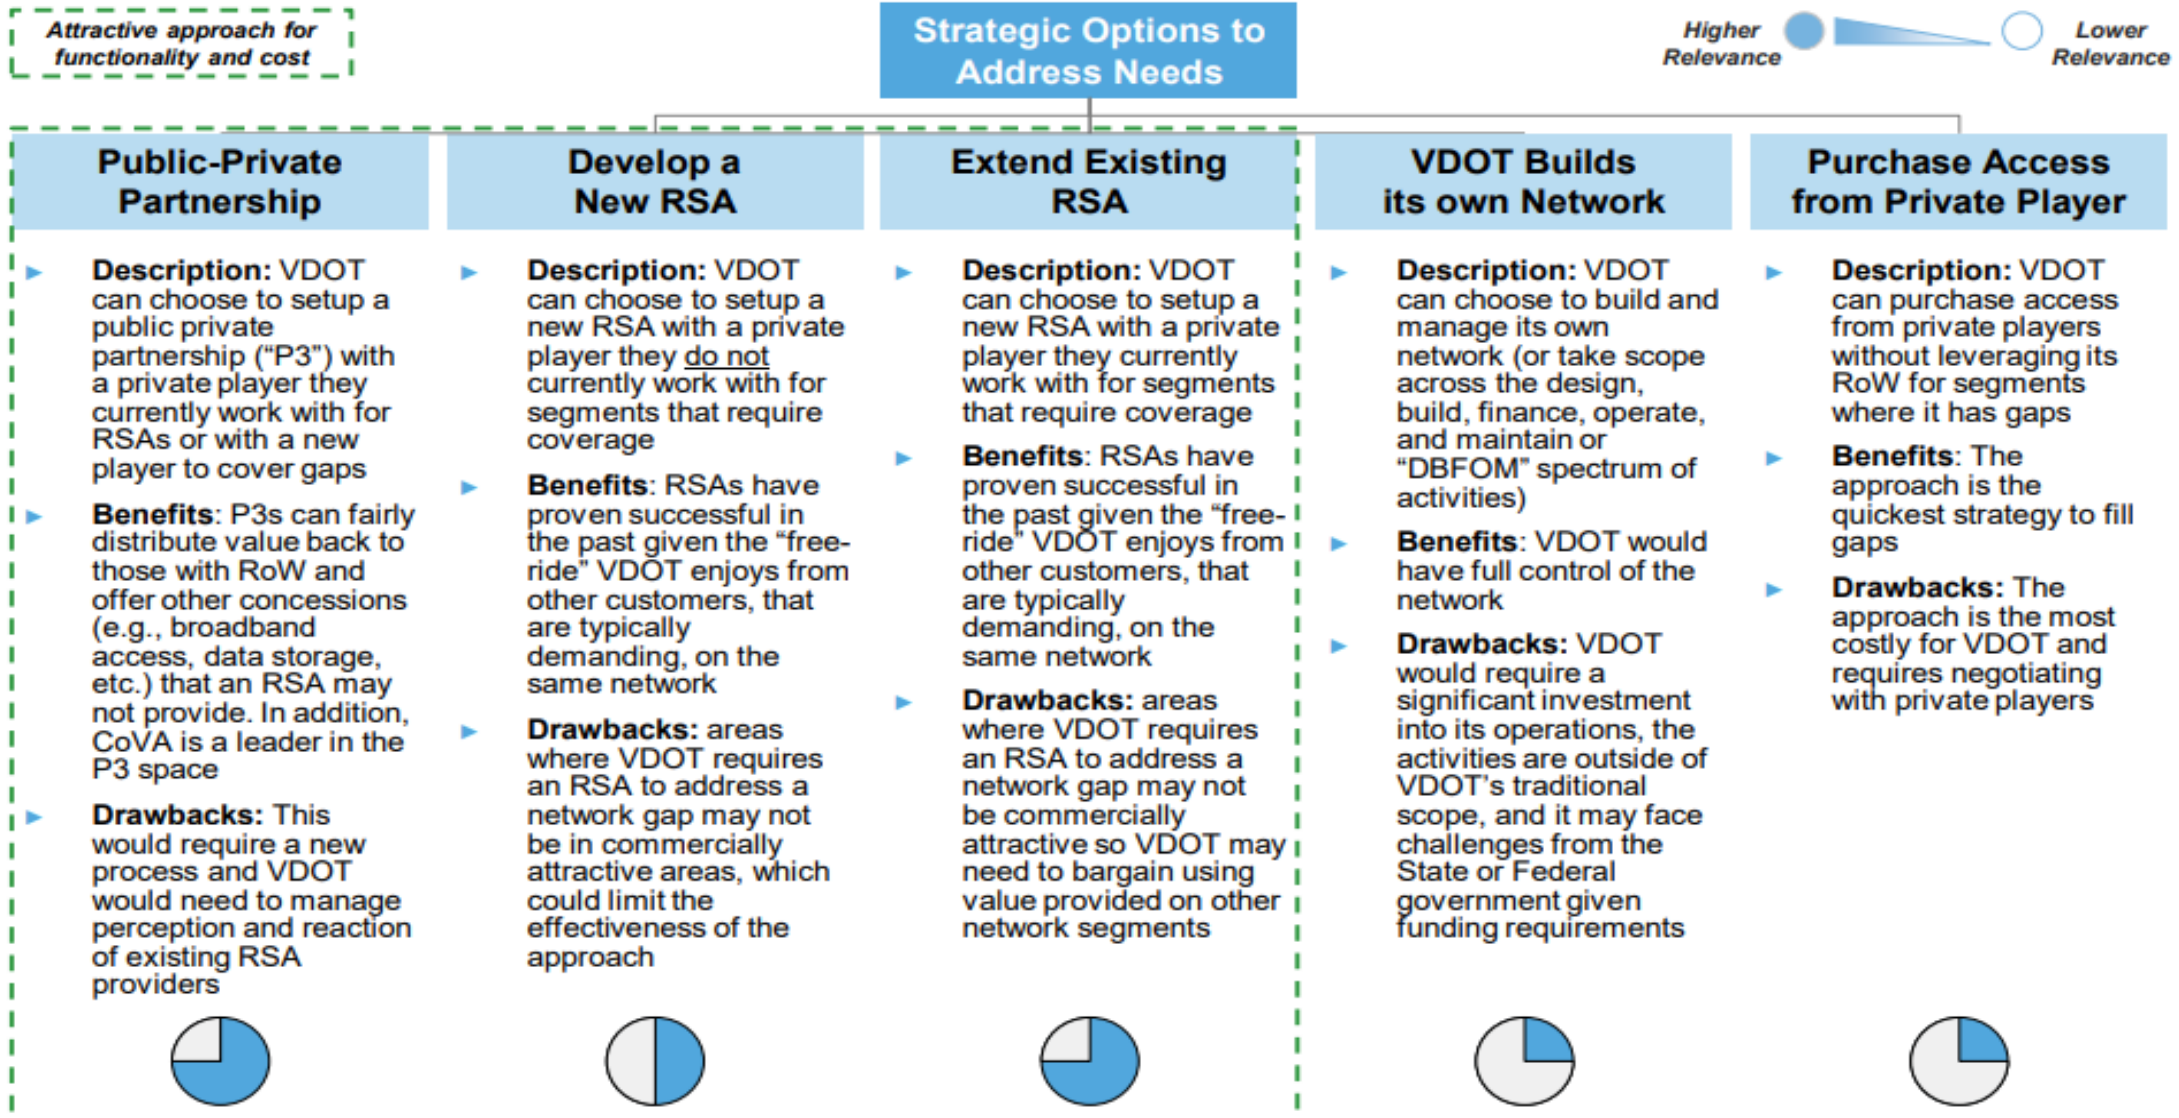 Attractive approach for
functionality and cost
Strategic Options to
Address Needs
Higher
Relevance
Lower
Relevance
Public-Private
Partnership
► Description: VDOT
can choose to setup a
public private
partnership (“P3”) with
a private player they
currently work with for
RSAs or with a new
player to cover gaps
► Benefits: P3s can fairly
distribute value back to
those with RoW and
offer other concessions
(e.g., broadband
access, data storage,
etc.) that an RSA may
not provide. In addition,
CoVA is a leader in the
P3 space
► Drawbacks: This
would require a new
process and VDOT
would need to manage
perception and reaction
of existing RSA
providers
Develop a
New RSA
► Description: VDOT
can choose to setup a
new RSA with a private
player they do not
currently work with for
segments that require
coverage
► Benefits: RSAs have
proven successful in
the past given the “free-
ride” VDOT enjoys from
other customers, that
are typically
demanding, on the
same network
► Drawbacks: areas
where VDOT requires
an RSA to address a
network gap may not
be in commercially
attractive areas, which
could limit the
effectiveness of the
approach
Extend Existing
RSA
► Description: VDOT
can choose to setup a
new RSA with a private
player they currently
work with for segments
that require coverage
► Benefits: RSAs have
proven successful in
the past given the “free-
ride” VDOT enjoys from
other customers, that
are typically
demanding, on the
same network
► Drawbacks: areas
where VDOT requires
an RSA to address a
network gap may not
be commercially
attractive so VDOT may
need to bargain using
value provided on other
network segments
VDOT Builds
its own Network
► Description: VDOT
can choose to build and
manage its own
network (or take scope
across the design,
build, finance, operate,
and maintain or
“DBFOM” spectrum of
activities)
► Benefits: VDOT would
have full control of the
network
► Drawbacks: VDOT
would require a
significant investment
into its operations, the
activities are outside of
VDOT’s traditional
scope, and it may face
challenges from the
State or Federal
government given
funding requirements
Purchase Access
from Private Player
► Description: VDOT
can purchase access
from private players
without leveraging its
RoW for segments
where it has gaps
► Benefits: The
approach is the
quickest strategy to fill
gaps
► Drawbacks: The
approach is the most
costly for VDOT and
requires negotiating
with private players